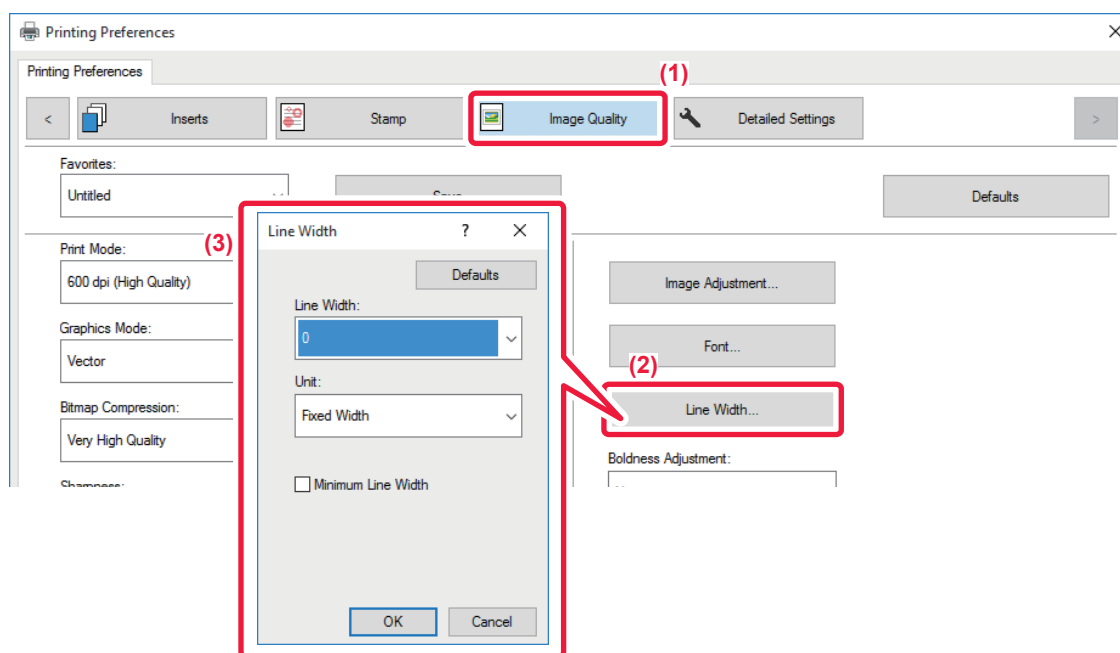 Printing Preferences
Printing Preferences
(1)
< Inserts Stamp Image Quality Detailed Settings >
Favorites:
Untitled
Defaults
(3)
Print Mode:
600 dpi (High Quality)
Graphics Mode:
Vector
Bitmap Compression:
Very High Quality
Sharpness:
Line Width ?
Defaults
Line Width:
0
Unit:
Fixed Width
Minimum Line Width
OK Cancel
Image Adjustment...
Font...
(2)
Line Width...
Boldness Adjustment: